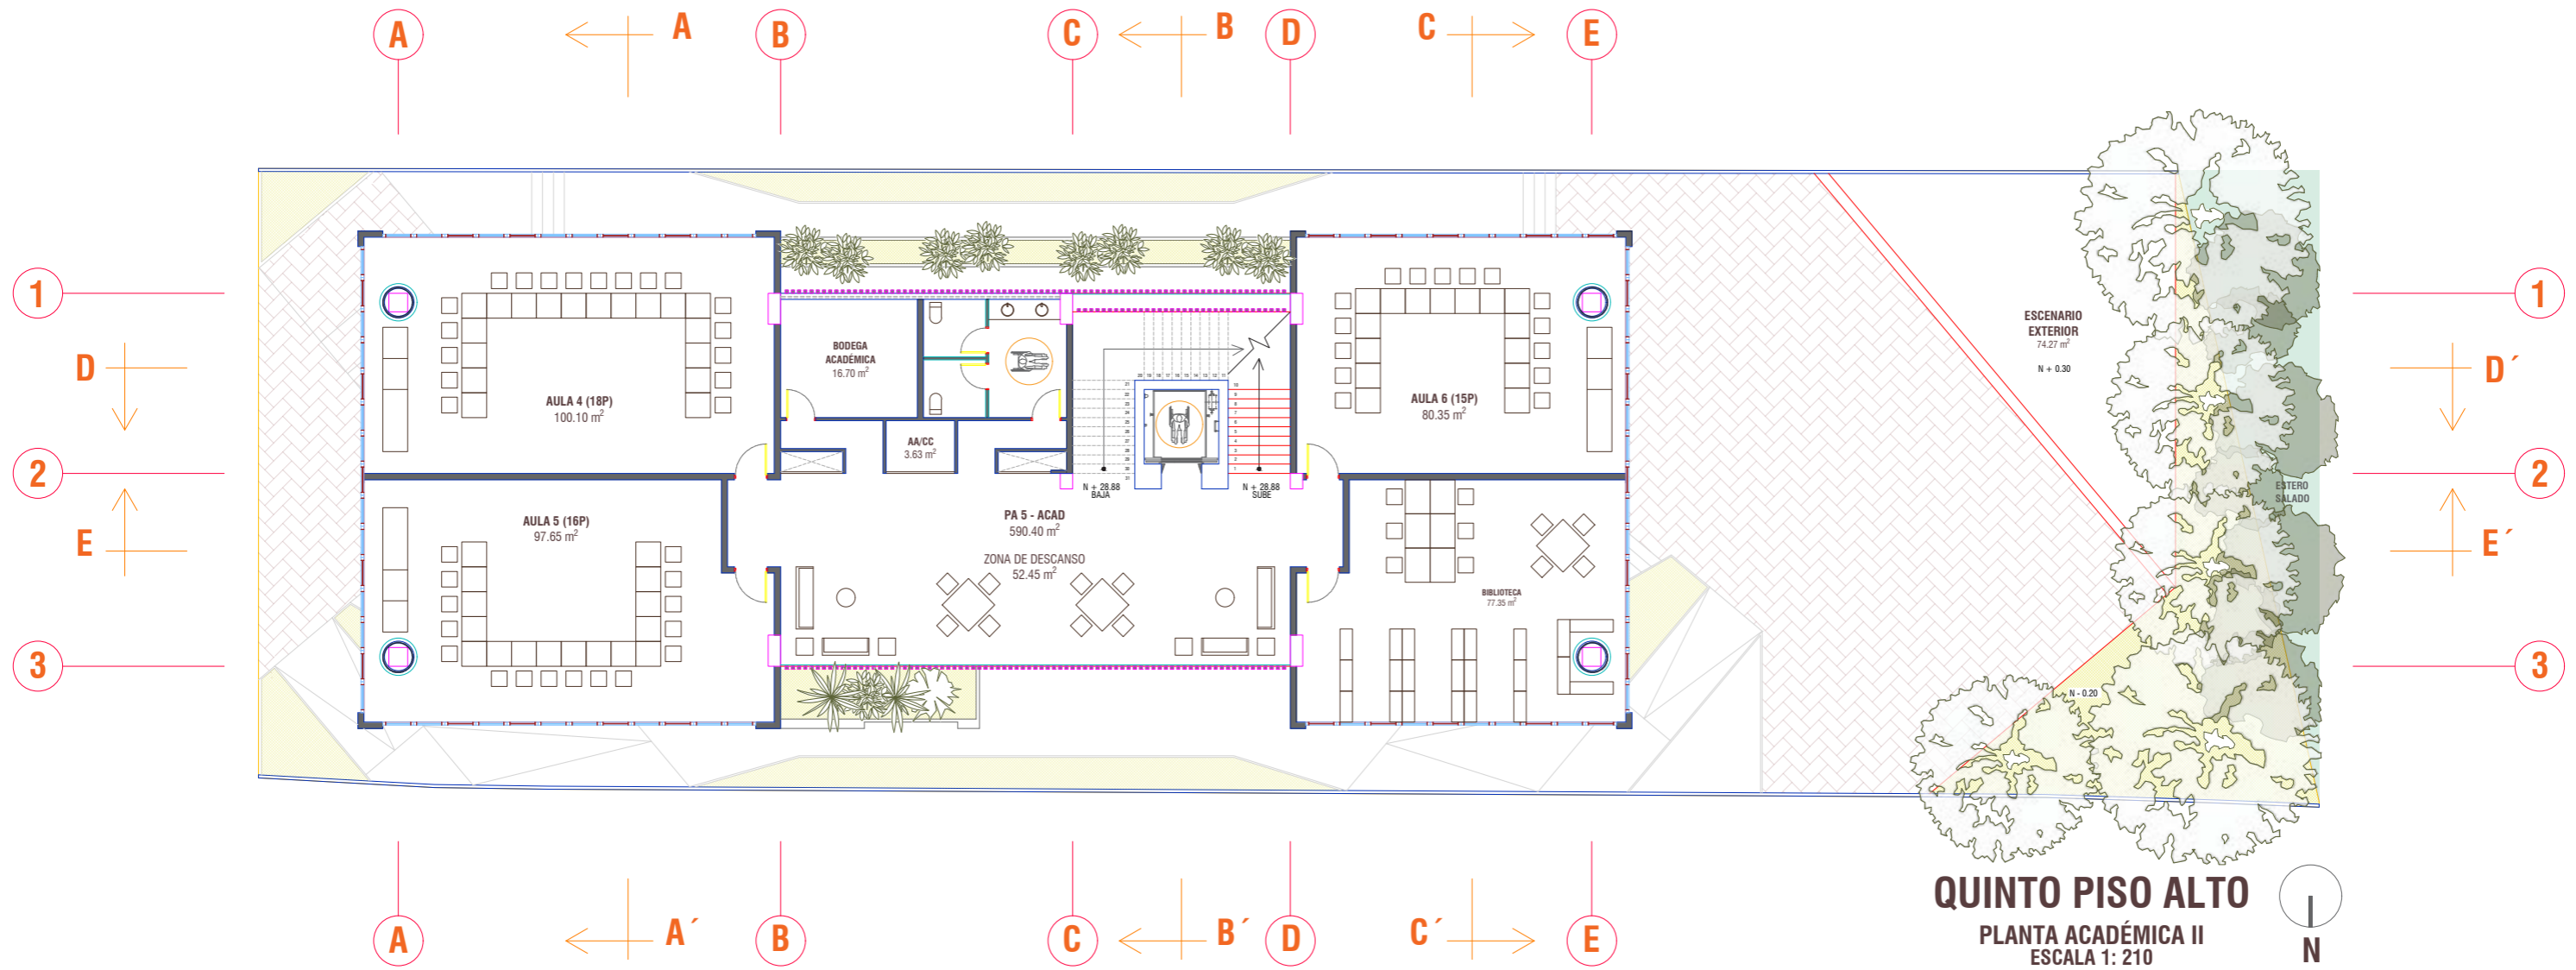 A
A
B
C
B
D
C
E
1
1
D
D´
2
2
E
E´
3
3
BODEGA
ACADÉMICA
16.70 m²
AULA 4 (18P)
100.10 m²
AA/CC
3.63 m²
AULA 6 (15P)
80.35 m²
ESCENARIO
EXTERIOR
74.27 m²
N + 0.30
N + 28.88
BAJA
N + 28.88
SUBE
ESTERO
SALADO
AULA 5 (16P)
97.65 m²
PA 5 - ACAD
590.40 m²
ZONA DE DESCANSO
52.45 m²
BIBLIOTECA
77.35 m²
N - 0.20
A
A´
B
C
B´
D
C´
E
QUINTO PISO ALTO
PLANTA ACADÉMICA II
ESCALA 1: 210
N